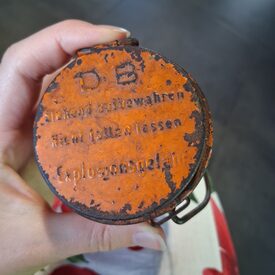 D B
aufbewahren
Nicht fallen lassen
Explosionsgefahr